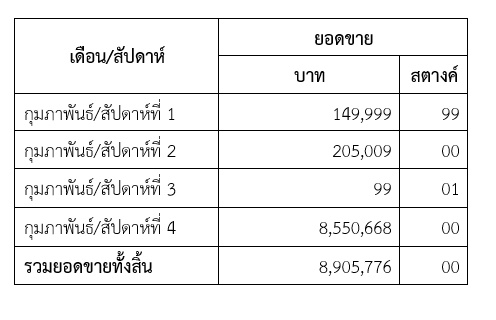 เดือน/สัปดาห์ ยอดขาย
บาท สตางค์
กุมภาพันธ์/สัปดาห์ที่ 1 149,999 99
กุมภาพันธ์/สัปดาห์ที่ 2 205,009 00
กุมภาพันธ์/สัปดาห์ที่ 3 99 01
กุมภาพันธ์/สัปดาห์ที่ 4 8,550,668 00
รวมยอดขายทั้งสิ้น 8,905,776 00